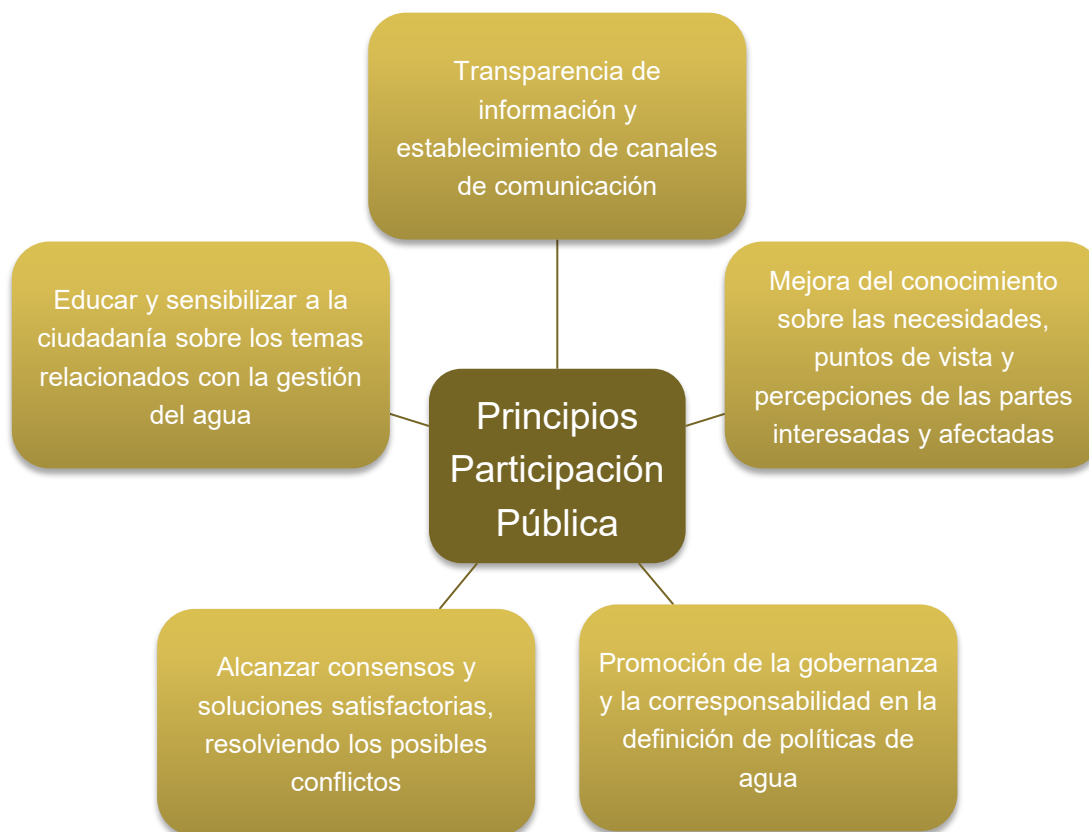 Transparencia de
información y
establecimiento de canales
de comunicación
Educar y sensibilizar a la
ciudadanía sobre los temas
relacionados con la gestión
del agua
Mejora del conocimiento
sobre las necesidades,
puntos de vista y
percepciones de las partes
interesadas y afectadas
Principios
Participación
Pública
Alcanzar consensos y
soluciones satisfactorias,
resolviendo los posibles
conflictos
Promoción de la gobernanza
y la corresponsabilidad en la
definición de políticas de
agua